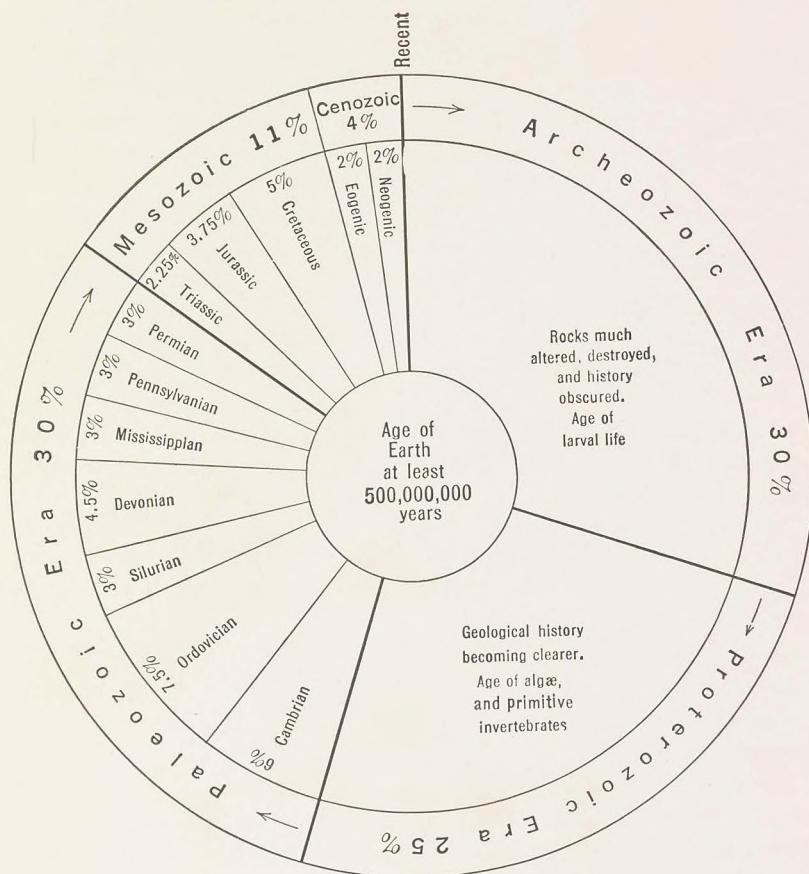 Recent
Archeozoic Era 30%
Rocks much
altered, destroyed,
and history
obscured.
Age of
larval life
Proterozoic Era 25%
Geological history
becoming clearer.
Age of algæ,
and primitive
invertebrates
Paleozoic Era 30%
6%
Cambrian
7.5%
Ordovician
3%
Silurian
4.5%
Devonian
3%
Mississippian
3%
Pennsylvanian
3%
Permian
Mesozoic 11%
2.25%
Triassic
3.75%
Jurassic
5%
Cretaceous
Cenozoic
4%
2%
Eogenic
2%
Neogenic
Age of
Earth
at least
500,000,000
years